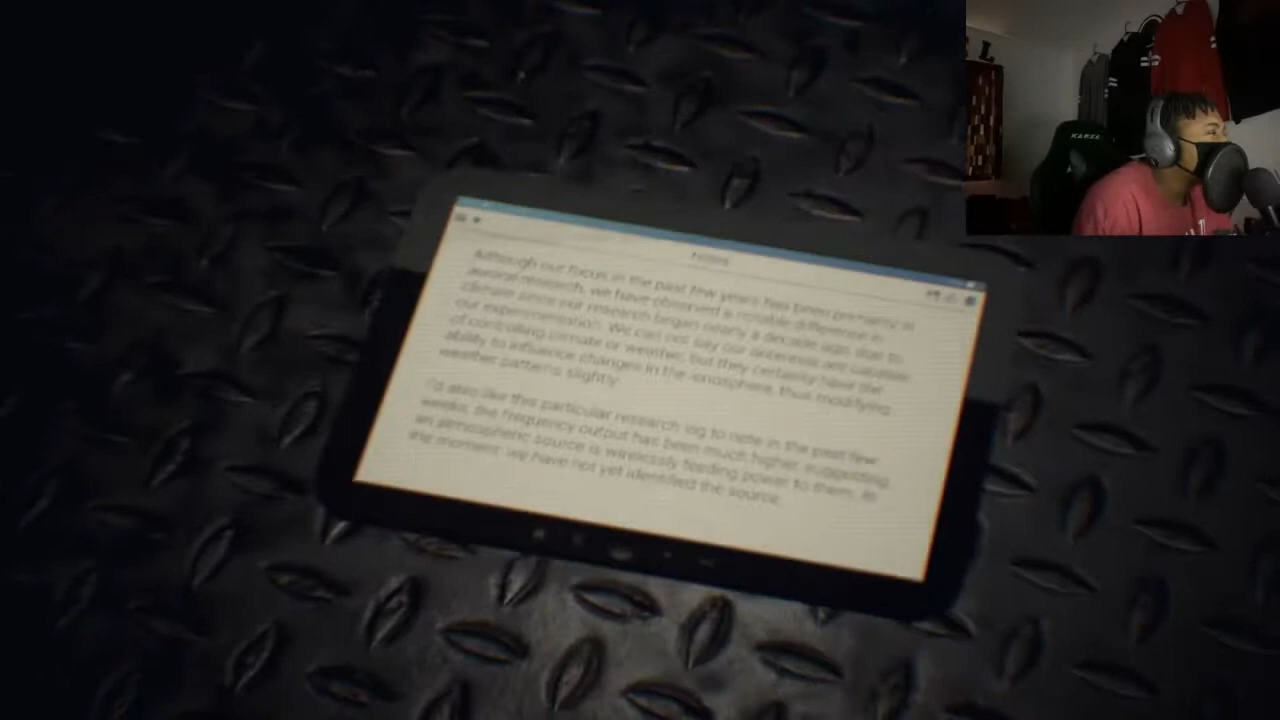 Notes
Although our focus in the past few years has been primarily in
auroral research, we have observed a notable difference in
climate since our research began nearly a decade ago due to
our experimentation. We can not say our antennas are capable
of controlling climate or weather, but they certainly have the
ability to influence changes in the ionosphere, thus modifying
weather patterns slightly.
I'd also like this particular research log to note in the past few
weeks, the frequency output has been much higher, suggesting
an atmospheric source is wirelessly feeding power to them. In
the moment, we have not yet identified the source.